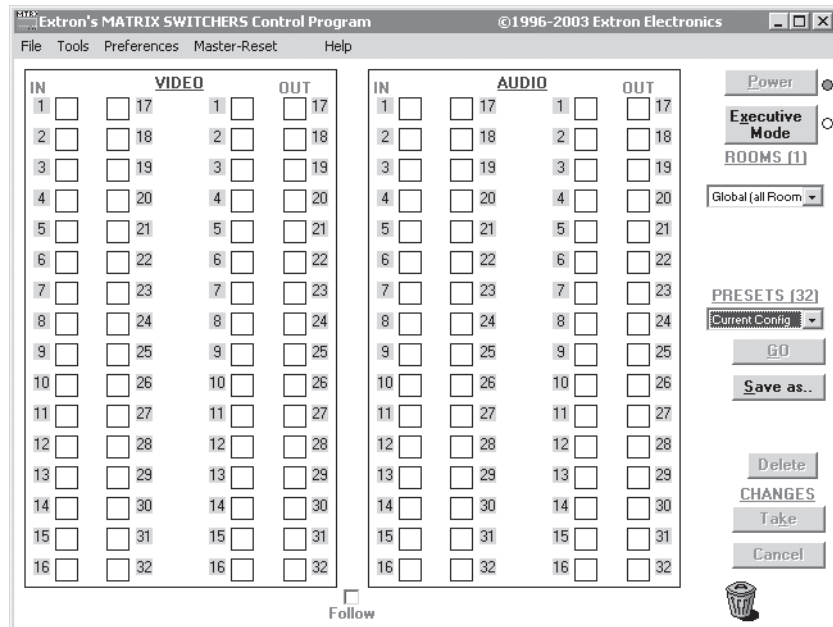 MTRX
Extron's MATRIX SWITCHERS Control Program ©1996-2003 Extron Electronics
File Tools Preferences Master-Reset Help
VIDEO
IN OUT
1 17 1 17
2 18 2 18
3 19 3 19
4 20 4 20
5 21 5 21
6 22 6 22
7 23 7 23
8 24 8 24
9 25 9 25
10 26 10 26
11 27 11 27
12 28 12 28
13 29 13 29
14 30 14 30
15 31 15 31
16 32 16 32
AUDIO
IN OUT
1 17 1 17
2 18 2 18
3 19 3 19
4 20 4 20
5 21 5 21
6 22 6 22
7 23 7 23
8 24 8 24
9 25 9 25
10 26 10 26
11 27 11 27
12 28 12 28
13 29 13 29
14 30 14 30
15 31 15 31
16 32 16 32
Follow
Power
Executive
Mode
ROOMS (1)
Global (all Room
PRESETS (32)
Current Config
GO
Save as..
Delete
CHANGES
Take
Cancel